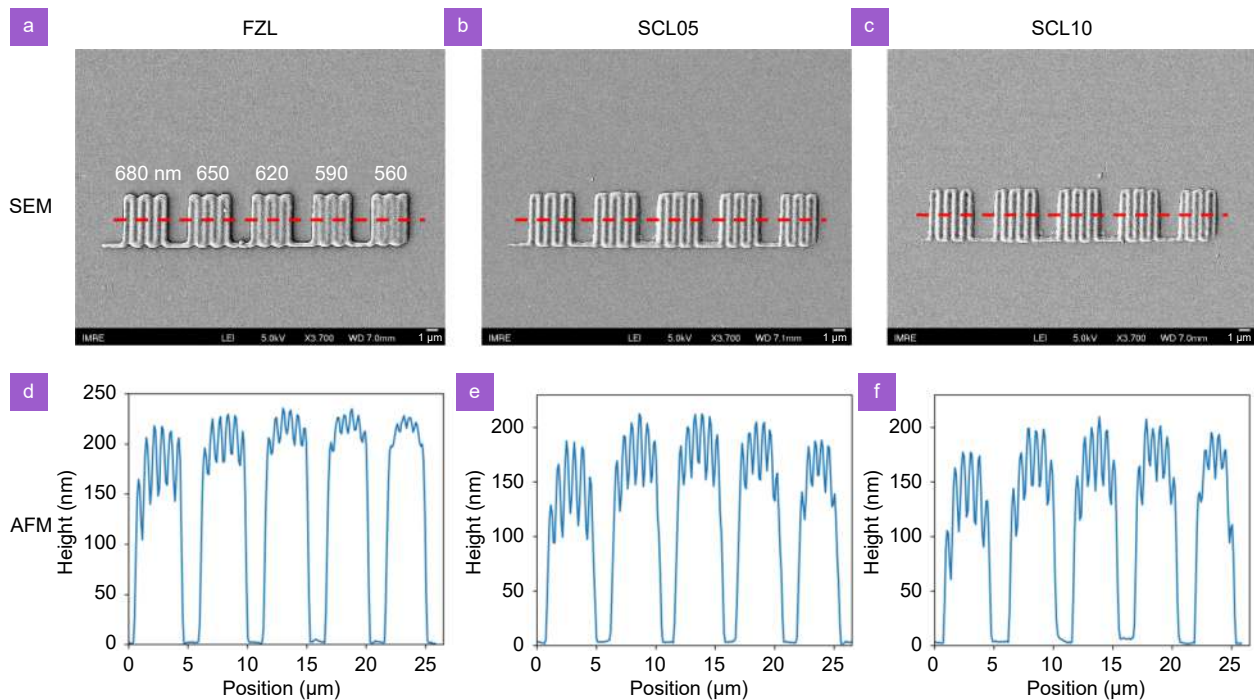 a FZL b SCL05 c SCL10
SEM
680 nm 650 620 590 560
IMRE LEI 5.0kV X3.700 WD 7.0mm 1 μm
IMRE LEI 5.0kV X3.700 WD 7.1mm 1 μm
IMRE LEI 5.0kV X3.700 WD 7.0mm 1 μm
d
AFM
Height (nm)
250
200
150
100
50
0
0 5 10 15 20 25
Position (μm)
e
Height (nm)
200
150
100
50
0
0 5 10 15 20 25
Position (μm)
f
Height (nm)
200
150
100
50
0
0 5 10 15 20 25
Position (μm)